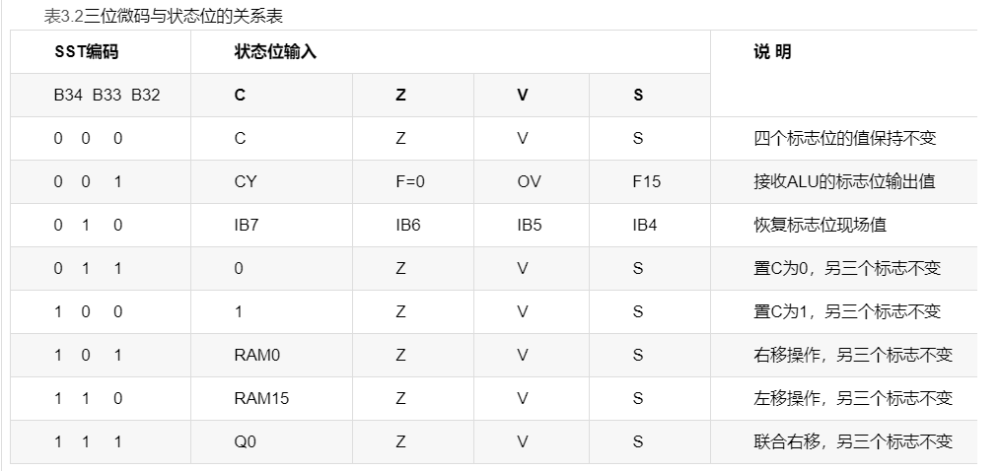 表3.2三位微码与状态位的关系表
SST编码 状态位输入 说 明
B34 B33 B32 C Z V S
0 0 0 C Z V S 四个标志位的值保持不变
0 0 1 CY F=0 OV F15 接收ALU的标志位输出值
0 1 0 IB7 IB6 IB5 IB4 恢复标志位现场值
0 1 1 0 Z V S 置C为0，另三个标志不变
1 0 0 1 Z V S 置C为1，另三个标志不变
1 0 1 RAM0 Z V S 右移操作，另三个标志不变
1 1 0 RAM15 Z V S 左移操作，另三个标志不变
1 1 1 Q0 Z V S 联合右移，另三个标志不变